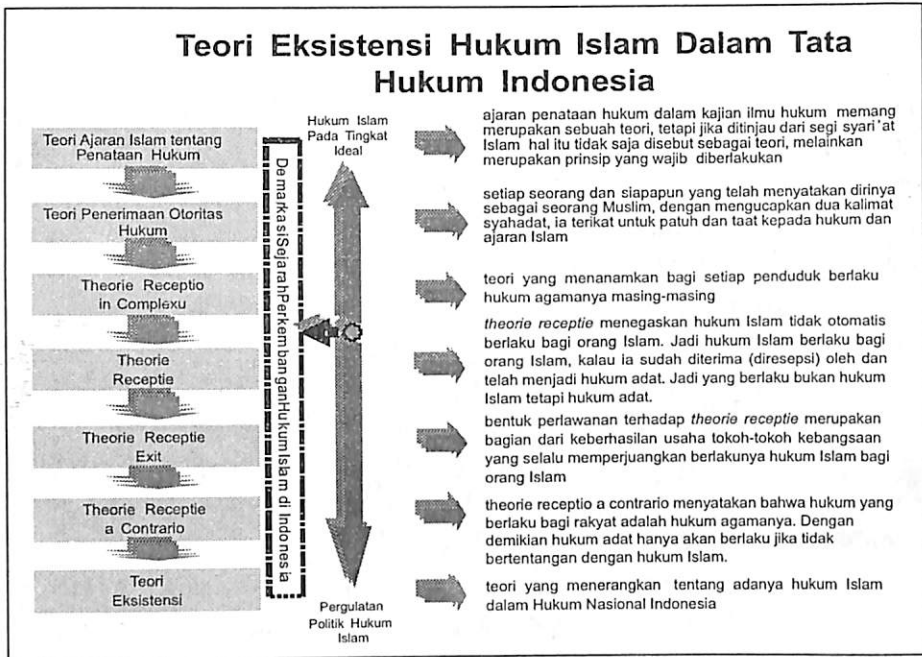 Teori Eksistensi Hukum Islam Dalam Tata
Hukum Indonesia
Teori Ajaran Islam tentang
Penataan Hukum
Teori Penerimaan Otoritas
Hukum
Theorie Receptio
in Complexu
Theorie
Receptie
Theorie Receptie
Exit
Theorie Receptie
a Contrario
Teori
Eksistensi
DemarkasiSejarahPerkembanganHukumIslam di Indonesia
Hukum Islam
Pada Tingkat
Ideal
Pergulatan
Politik Hukum
Islam
ajaran penataan hukum dalam kajian ilmu hukum memang
merupakan sebuah teori, tetapi jika ditinjau dari segi syari'at
Islam hal itu tidak saja disebut sebagai teori, melainkan
merupakan prinsip yang wajib diberlakukan
setiap seorang dan siapapun yang telah menyatakan dirinya
sebagai seorang Muslim, dengan mengucapkan dua kalimat
syahadat, ia terikat untuk patuh dan taat kepada hukum dan
ajaran Islam
teori yang menanamkan bagi setiap penduduk berlaku
hukum agamanya masing-masing
theorie receptie menegaskan hukum Islam tidak otomatis
berlaku bagi orang Islam. Jadi hukum Islam berlaku bagi
orang Islam, kalau ia sudah diterima (diresepsi) oleh dan
telah menjadi hukum adat. Jadi yang berlaku bukan hukum
Islam tetapi hukum adat.
bentuk perlawanan terhadap theorie receptie merupakan
bagian dari keberhasilan usaha tokoh-tokoh kebangsaan
yang selalu memperjuangkan berlakunya hukum Islam bagi
orang Islam
theorie receptio a contrario menyatakan bahwa hukum yang
berlaku bagi rakyat adalah hukum agamanya. Dengan
demikian hukum adat hanya akan berlaku jika tidak
bertentangan dengan hukum Islam.
teori yang menerangkan tentang adanya hukum Islam
dalam Hukum Nasional Indonesia